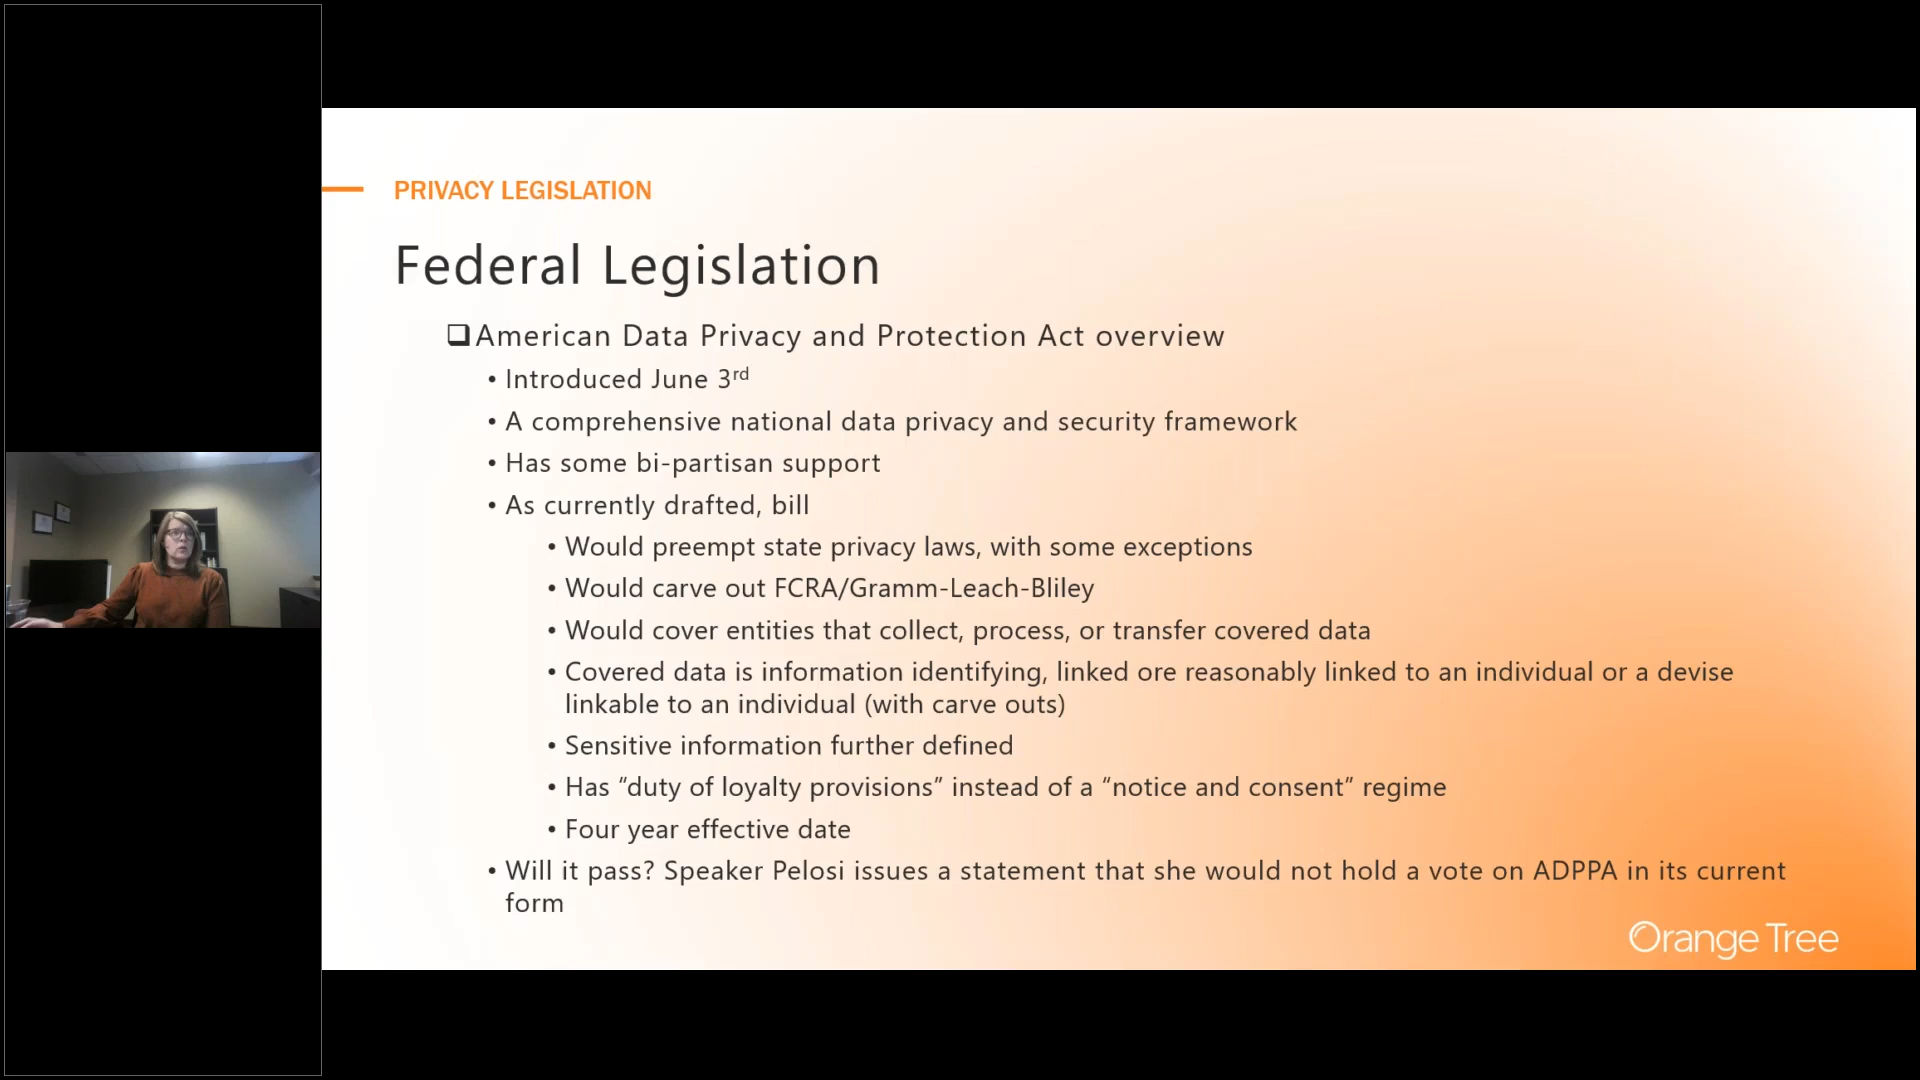 PRIVACY LEGISLATION
Federal Legislation
American Data Privacy and Protection Act overview
• Introduced June 3rd
• A comprehensive national data privacy and security framework
• Has some bi-partisan support
• As currently drafted, bill
• Would preempt state privacy laws, with some exceptions
• Would carve out FCRA/Gramm-Leach-Bliley
• Would cover entities that collect, process, or transfer covered data
• Covered data is information identifying, linked ore reasonably linked to an individual or a devise
linkable to an individual (with carve outs)
• Sensitive information further defined
• Has “duty of loyalty provisions” instead of a “notice and consent” regime
• Four year effective date
• Will it pass? Speaker Pelosi issues a statement that she would not hold a vote on ADPPA in its current
form
Orange Tree